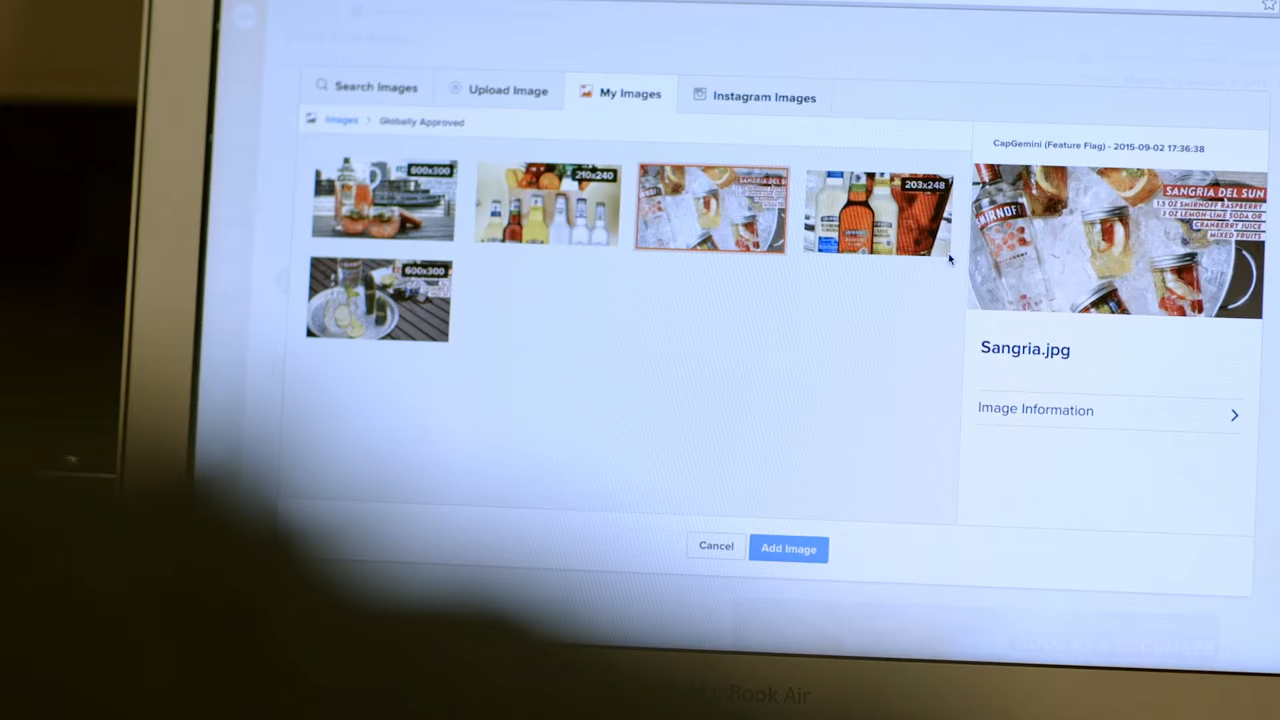 Search Images
Upload Image
My Images
Instagram Images
Images > Globally Approved
CapGemini (Feature Flag) - 2015-09-02 17:36:38
600x300
210x240
SANGRIA DEL S
203x248
SMIRNOFF
SANGRIA DEL SUN
1.5 OZ SMIRNOFF RASPBERRY
3 OZ LEMON-LIME SODA OR
CRANBERRY JUICE
MIXED FRUITS
600x300
Sangria.jpg
Image Information
Cancel
Add Image
MacBook Air